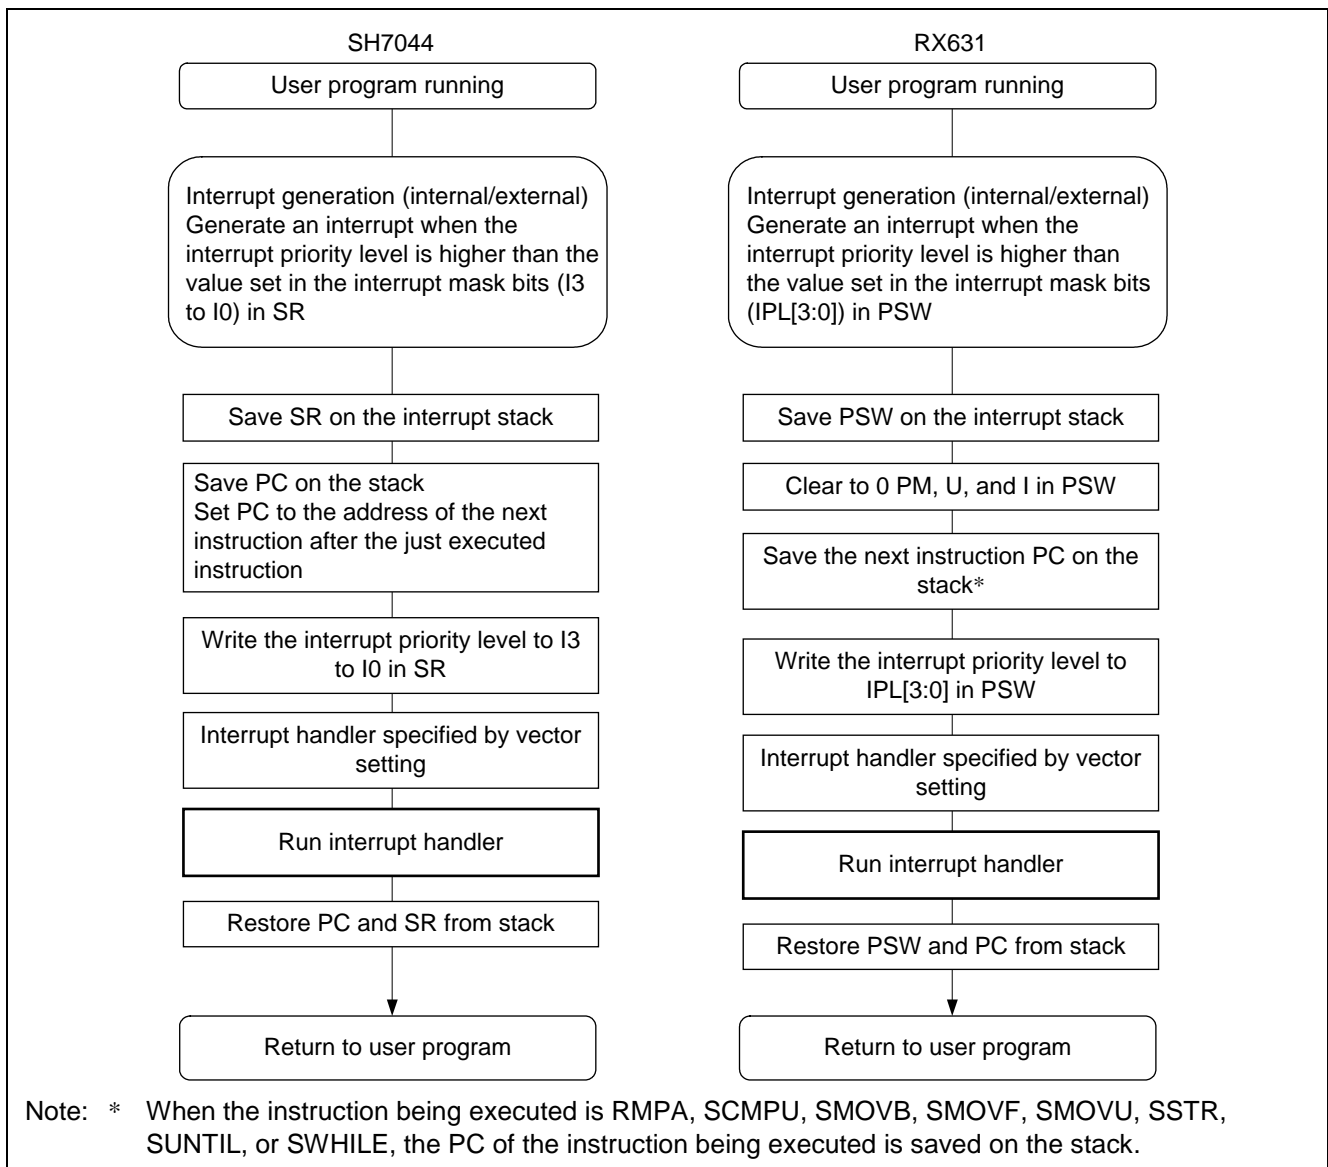 SH7044
User program running
Interrupt generation (internal/external)
Generate an interrupt when the
interrupt priority level is higher than the
value set in the interrupt mask bits (I3
to I0) in SR
Save SR on the interrupt stack
Save PC on the stack
Set PC to the address of the next
instruction after the just executed
instruction
Write the interrupt priority level to I3
to I0 in SR
Interrupt handler specified by vector
setting
Run interrupt handler
Restore PC and SR from stack
Return to user program
RX631
User program running
Interrupt generation (internal/external)
Generate an interrupt when the
interrupt priority level is higher than
the value set in the interrupt mask bits
(IPL[3:0]) in PSW
Save PSW on the interrupt stack
Clear to 0 PM, U, and I in PSW
Save the next instruction PC on the
stack*
Write the interrupt priority level to
IPL[3:0] in PSW
Interrupt handler specified by vector
setting
Run interrupt handler
Restore PSW and PC from stack
Return to user program
Note: * When the instruction being executed is RMPA, SCMPU, SMOVB, SMOVF, SMOVU, SSTR,
SUNTIL, or SWHILE, the PC of the instruction being executed is saved on the stack.